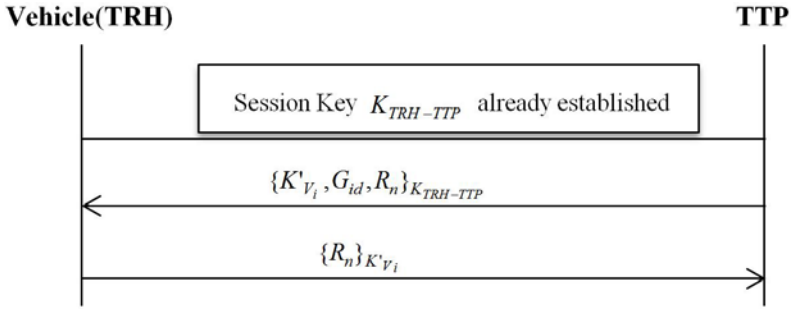 Vehicle(TRH) TTP
Session Key K_{TRH-TTP} already established
{K'_{V_i}, G_{id}, R_n}_{K_{TRH-TTP}}
{R_n}_{K'_{V_i}}